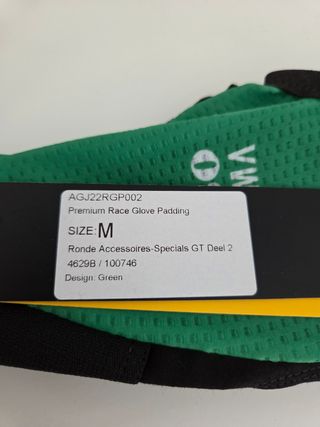 AGJ22RGP002
Premium Race Glove Padding
SIZE: M
Ronde Accessoires-Specials GT Deel 2
4629B / 100746
Design: Green